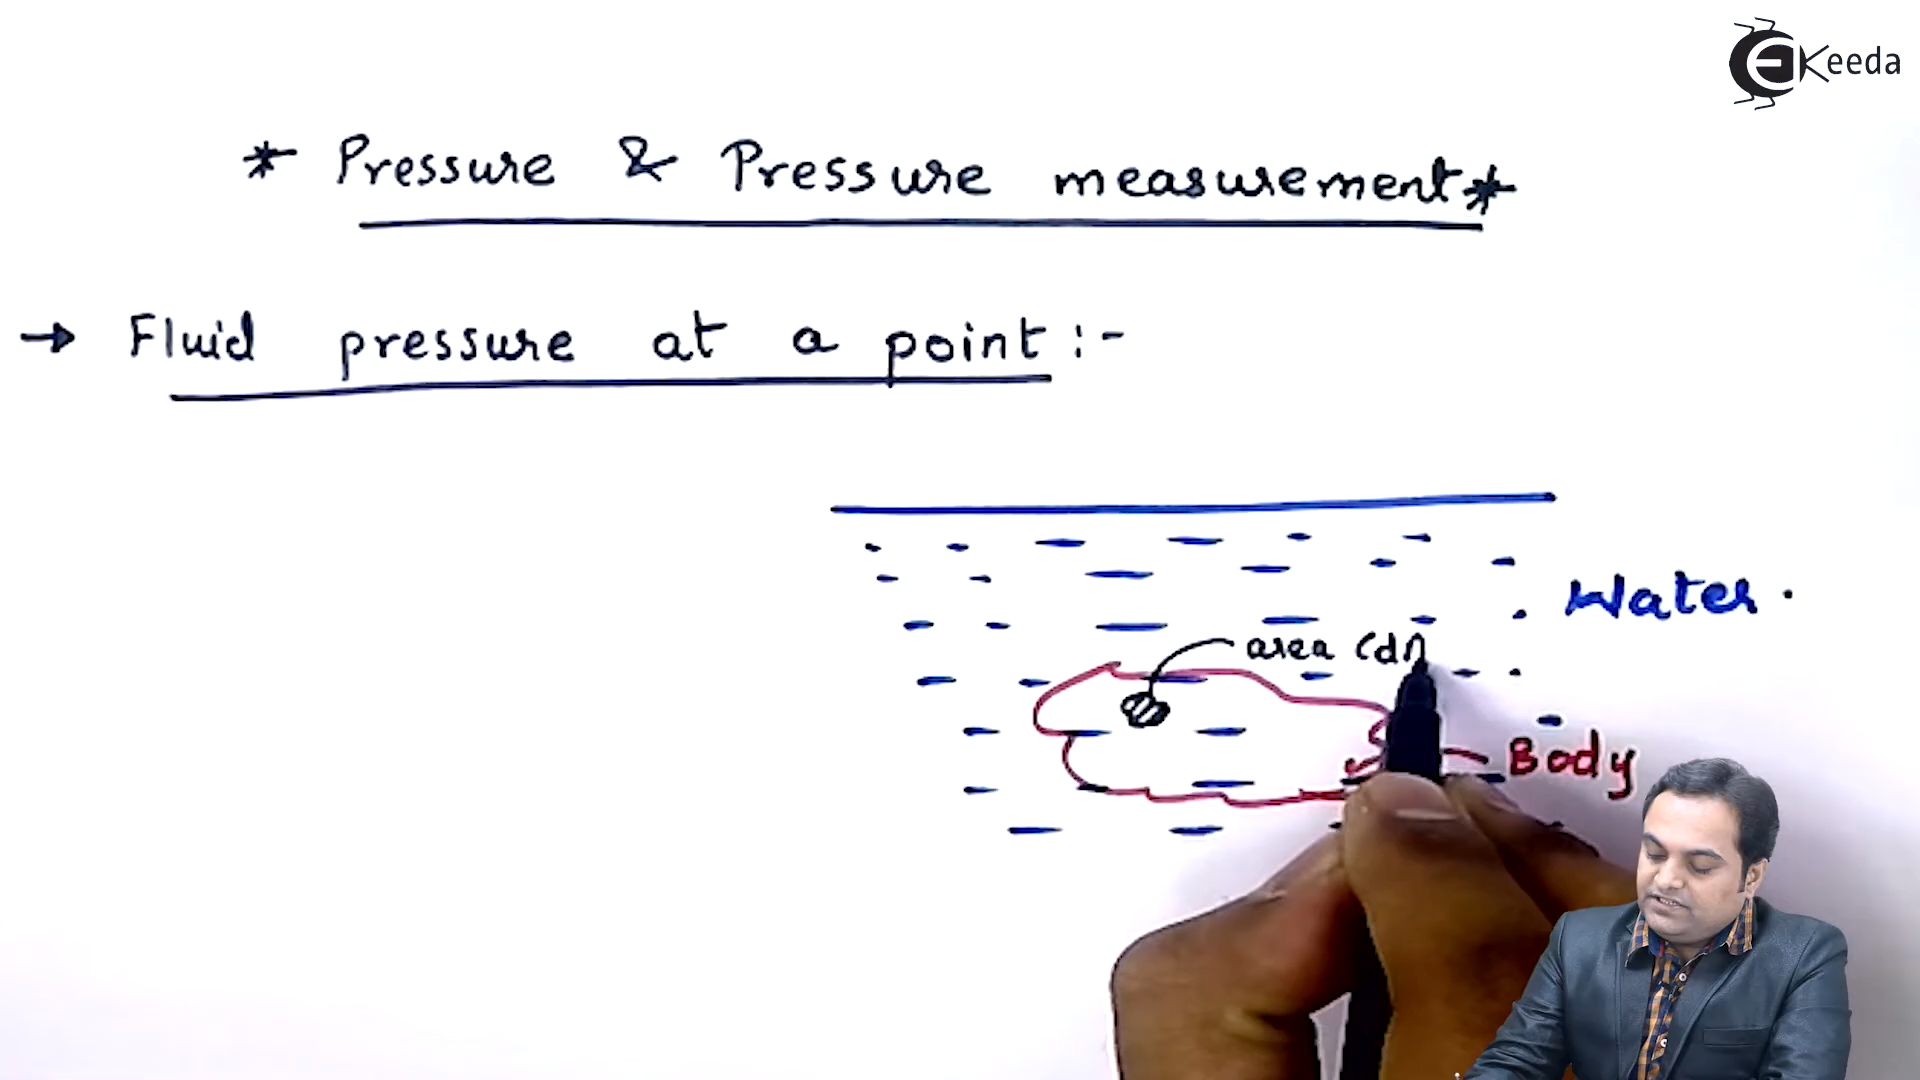 EKeeda
* Pressure & Pressure measurement *
→ Fluid pressure at a point :-
Water.
area (dA
Body